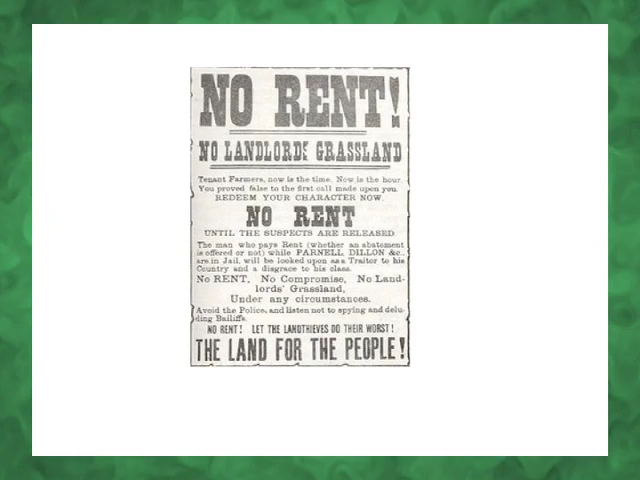 NO RENT!
NO LANDLORDS GRASSLAND
Tenant Farmers, now is the time. Now is the hour.
You proved false to the first call made upon you.
REDEEM YOUR CHARACTER NOW.
NO RENT
UNTIL THE SUSPECTS ARE RELEASED.
The man who pays Rent (whether an abatement
is offered or not) while PARNELL, DILLON &c.,
are in Jail, will be looked upon as a Traitor to his
Country and a disgrace to his class.
No RENT, No Compromise, No Land-
lords' Grassland,
Under any circumstances.
Avoid the Police, and listen not to spying and delu-
ding Bailiffs.
NO RENT! LET THE LANDTHIEVES DO THEIR WORST!
THE LAND FOR THE PEOPLE!